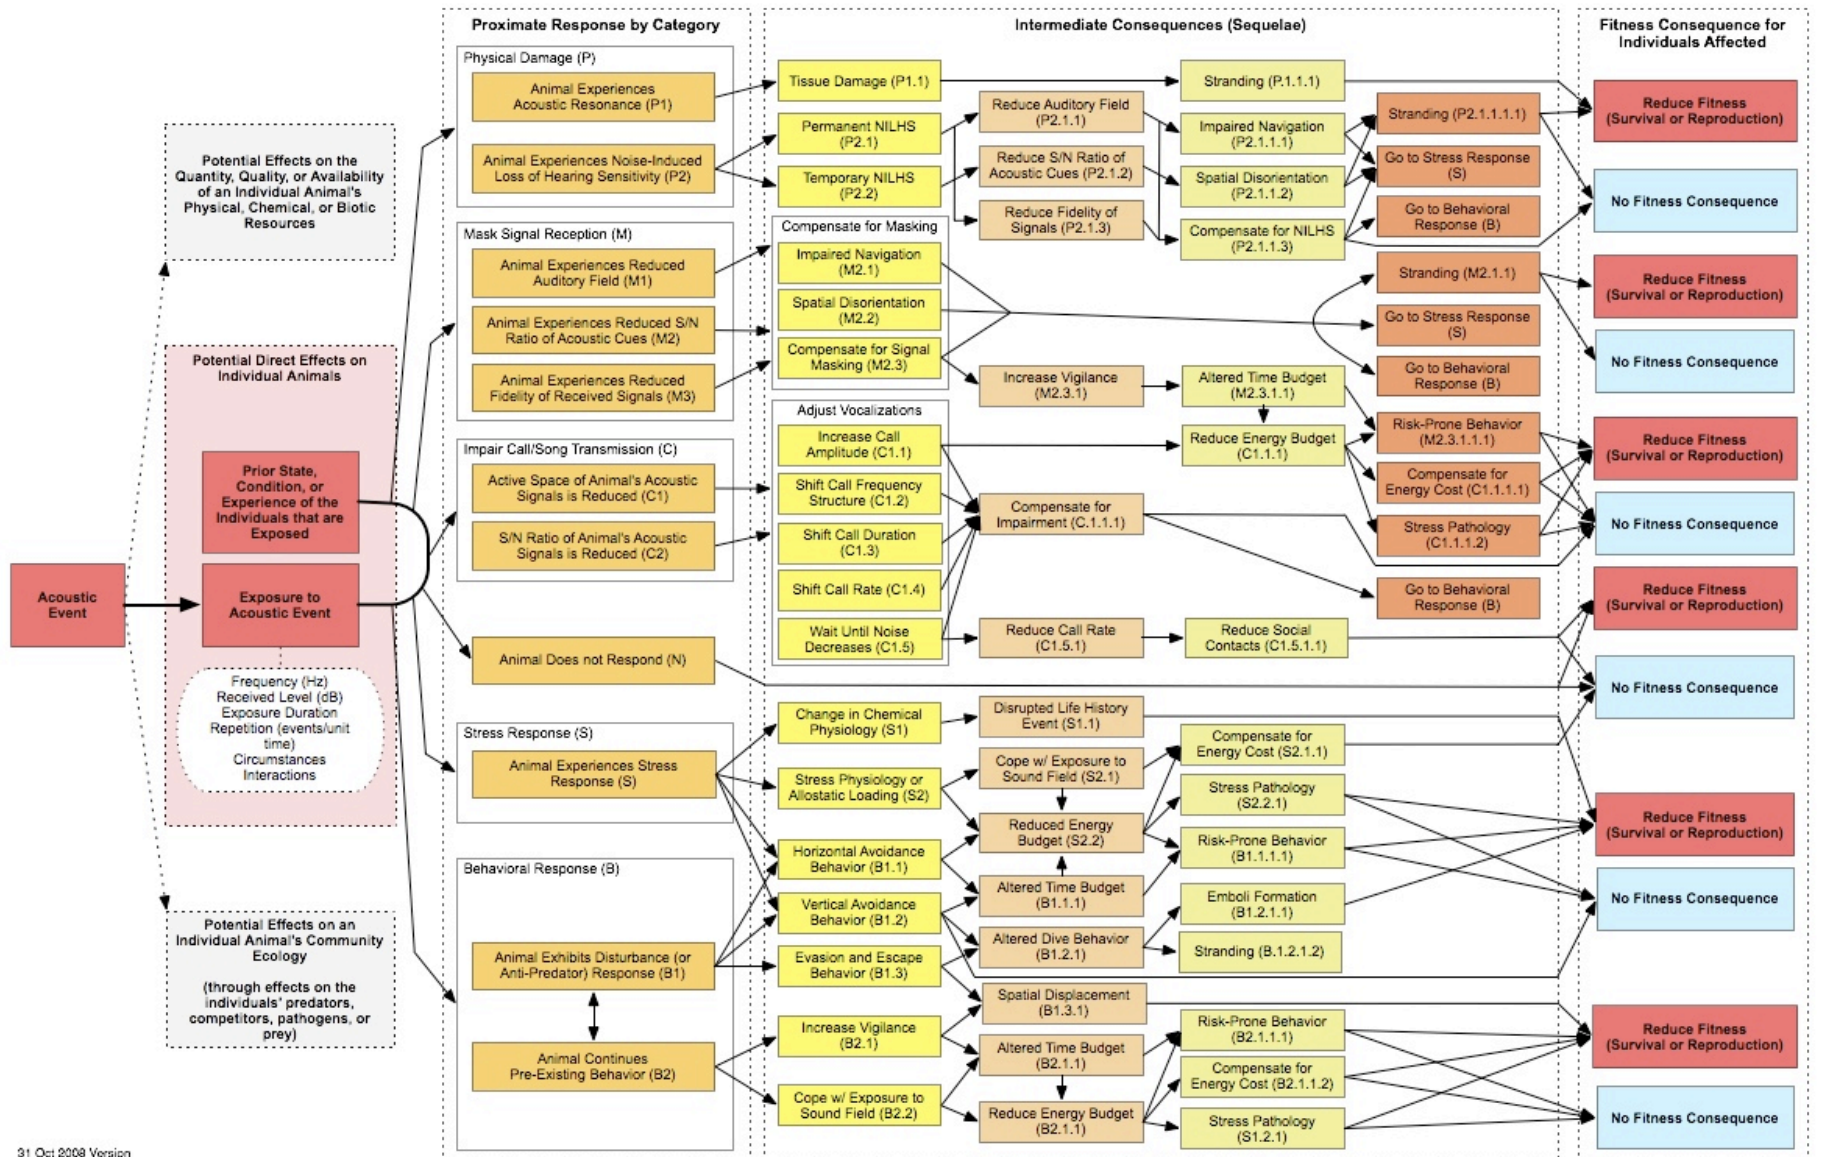 Proximate Response by Category
Intermediate Consequences (Sequelae)
Fitness Consequence for
Individuals Affected
Potential Effects on the
Quantity, Quality, or Availability
of an Individual Animal's
Physical, Chemical, or Biotic
Resources
Potential Direct Effects on
Individual Animals
Prior State,
Condition, or
Experience of the
Individuals that are
Exposed
Acoustic
Event
Exposure to
Acoustic Event
Frequency (Hz)
Received Level (dB)
Exposure Duration
Repetition (events/unit
time)
Circumstances
Interactions
Potential Effects on an
Individual Animal's Community
Ecology
(through effects on the
individuals' predators,
competitors, pathogens, or
prey)
31 Oct 2008 Version
Physical Damage (P)
Animal Experiences
Acoustic Resonance (P1)
Animal Experiences Noise-Induced
Loss of Hearing Sensitivity (P2)
Mask Signal Reception (M)
Animal Experiences Reduced
Auditory Field (M1)
Animal Experiences Reduced S/N
Ratio of Acoustic Cues (M2)
Animal Experiences Reduced
Fidelity of Received Signals (M3)
Impair Call/Song Transmission (C)
Active Space of Animal's Acoustic
Signals is Reduced (C1)
S/N Ratio of Animal's Acoustic
Signals is Reduced (C2)
Animal Does not Respond (N)
Stress Response (S)
Animal Experiences Stress
Response (S)
Behavioral Response (B)
Animal Exhibits Disturbance (or
Anti-Predator) Response (B1)
Animal Continues
Pre-Existing Behavior (B2)
Tissue Damage (P1.1)
Permanent NILHS
(P2.1)
Temporary NILHS
(P2.2)
Compensate for Masking
Impaired Navigation
(M2.1)
Spatial Disorientation
(M2.2)
Compensate for Signal
Masking (M2.3)
Adjust Vocalizations
Increase Call
Amplitude (C1.1)
Shift Call Frequency
Structure (C1.2)
Shift Call Duration
(C1.3)
Shift Call Rate (C1.4)
Wait Until Noise
Decreases (C1.5)
Change in Chemical
Physiology (S1)
Stress Physiology or
Allostatic Loading (S2)
Horizontal Avoidance
Behavior (B1.1)
Vertical Avoidance
Behavior (B1.2)
Evasion and Escape
Behavior (B1.3)
Increase Vigilance
(B2.1)
Cope w/ Exposure to
Sound Field (B2.2)
Reduce Auditory Field
(P2.1.1)
Reduce S/N Ratio of
Acoustic Cues (P2.1.2)
Reduce Fidelity of
Signals (P2.1.3)
Increase Vigilance
(M2.3.1)
Compensate for
Impairment (C.1.1.1)
Reduce Call Rate
(C1.5.1)
Disrupted Life History
Event (S1.1)
Cope w/ Exposure to
Sound Field (S2.1)
Reduced Energy
Budget (S2.2)
Altered Time Budget
(B1.1.1)
Altered Dive Behavior
(B1.2.1)
Spatial Displacement
(B1.3.1)
Altered Time Budget
(B2.1.1)
Reduce Energy Budget
(B2.1.1)
Stranding (P.1.1.1)
Impaired Navigation
(P2.1.1.1)
Spatial Disorientation
(P2.1.1.2)
Compensate for NILHS
(P2.1.1.3)
Altered Time Budget
(M2.3.1.1)
Reduce Energy Budget
(C1.1.1)
Reduce Social
Contacts (C1.5.1.1)
Compensate for
Energy Cost (S2.1.1)
Stress Pathology
(S2.2.1)
Risk-Prone Behavior
(B1.1.1.1)
Emboli Formation
(B1.2.1.1)
Stranding (B.1.2.1.2)
Risk-Prone Behavior
(B2.1.1.1)
Compensate for
Energy Cost (B2.1.1.2)
Stress Pathology
(S1.2.1)
Stranding (P2.1.1.1.1)
Go to Stress Response
(S)
Go to Behavioral
Response (B)
Stranding (M2.1.1)
Go to Stress Response
(S)
Go to Behavioral
Response (B)
Risk-Prone Behavior
(M2.3.1.1.1)
Compensate for
Energy Cost (C1.1.1.1)
Stress Pathology
(C1.1.1.2)
Go to Behavioral
Response (B)
Reduce Fitness
(Survival or Reproduction)
No Fitness Consequence
Reduce Fitness
(Survival or Reproduction)
No Fitness Consequence
Reduce Fitness
(Survival or Reproduction)
No Fitness Consequence
Reduce Fitness
(Survival or Reproduction)
No Fitness Consequence
Reduce Fitness
(Survival or Reproduction)
No Fitness Consequence
Reduce Fitness
(Survival or Reproduction)
No Fitness Consequence